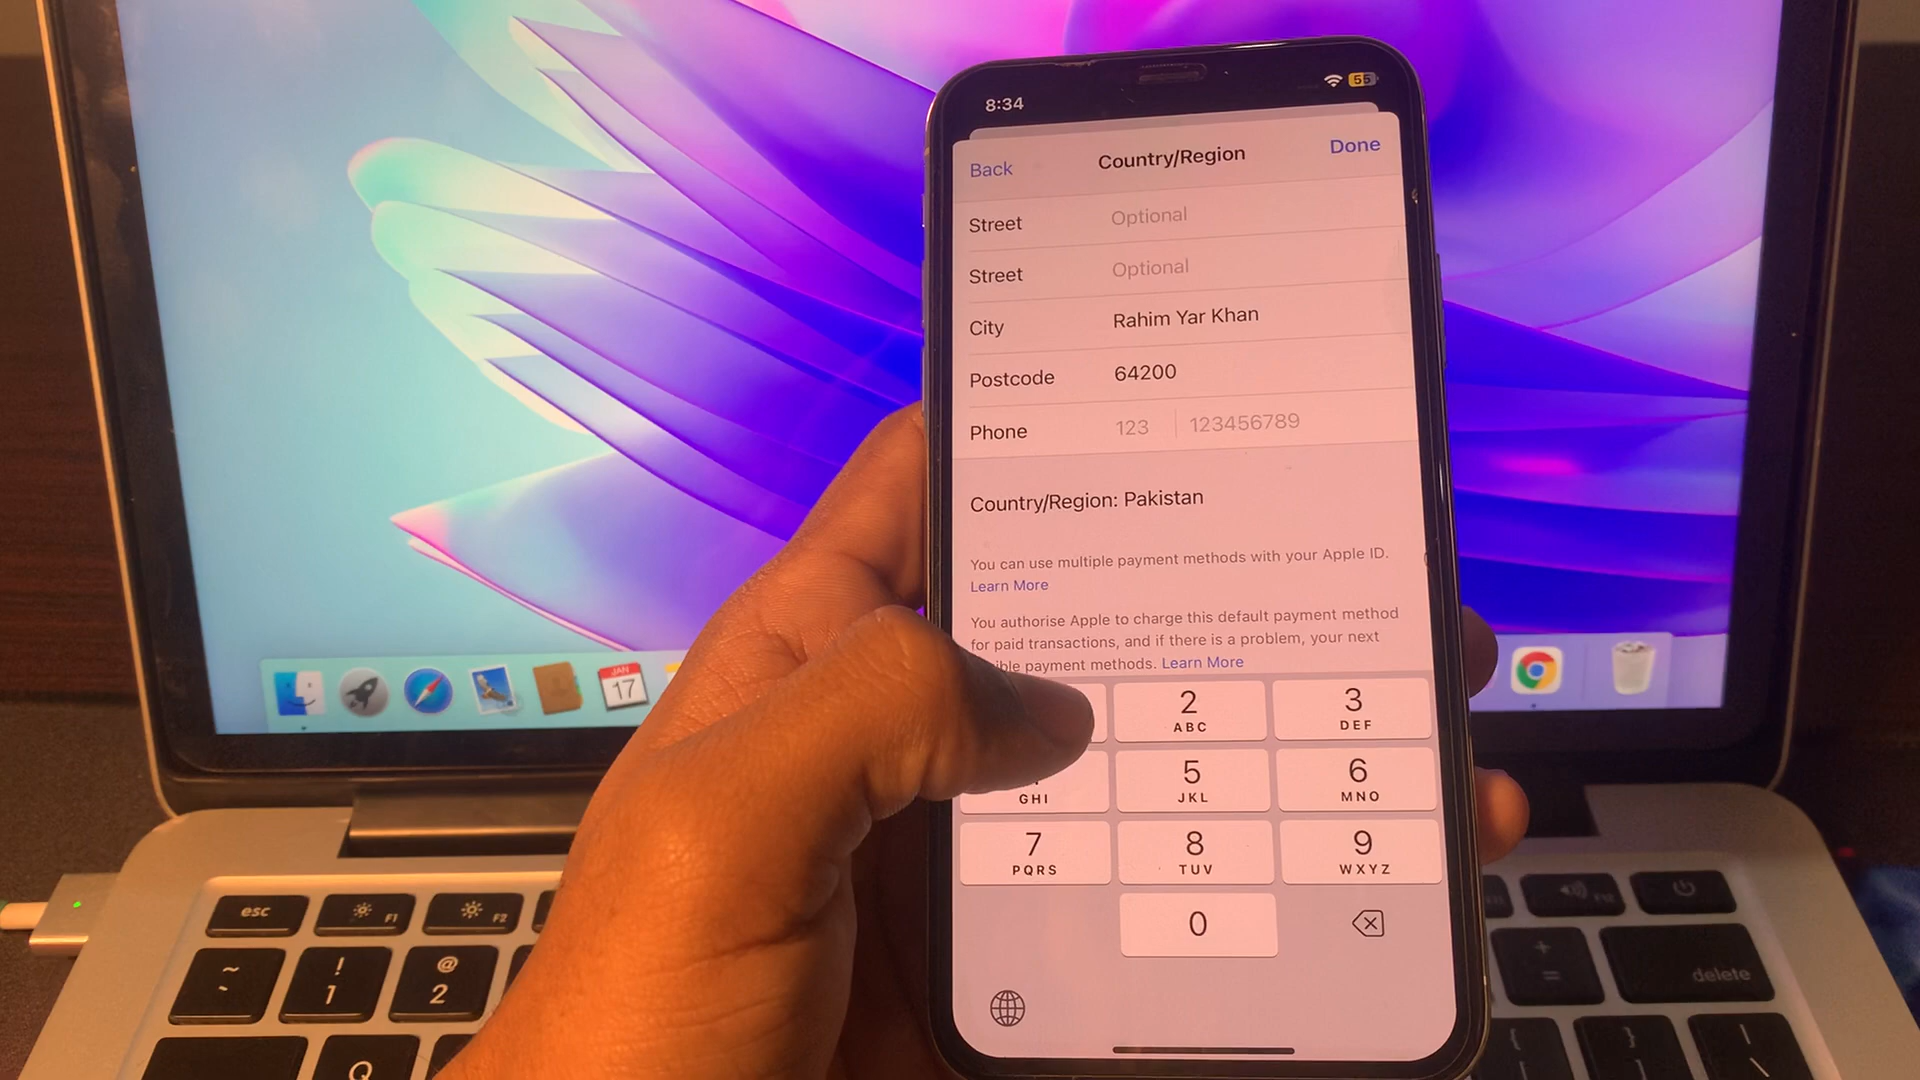 8:34
55
Back
Country/Region
Done
Street Optional
Street Optional
City Rahim Yar Khan
Postcode 64200
Phone 123 123456789
Country/Region: Pakistan
You can use multiple payment methods with your Apple ID.
Learn More
You authorise Apple to charge this default payment method
for paid transactions, and if there is a problem, your next
payment methods. Learn More
2 ABC
3 DEF
GHI
5 JKL
6 MNO
7 PQRS
8 TUV
9 WXYZ
0
JAN
17
esc
F1
F2
~
!
1
@
2
Q
+
=
delete